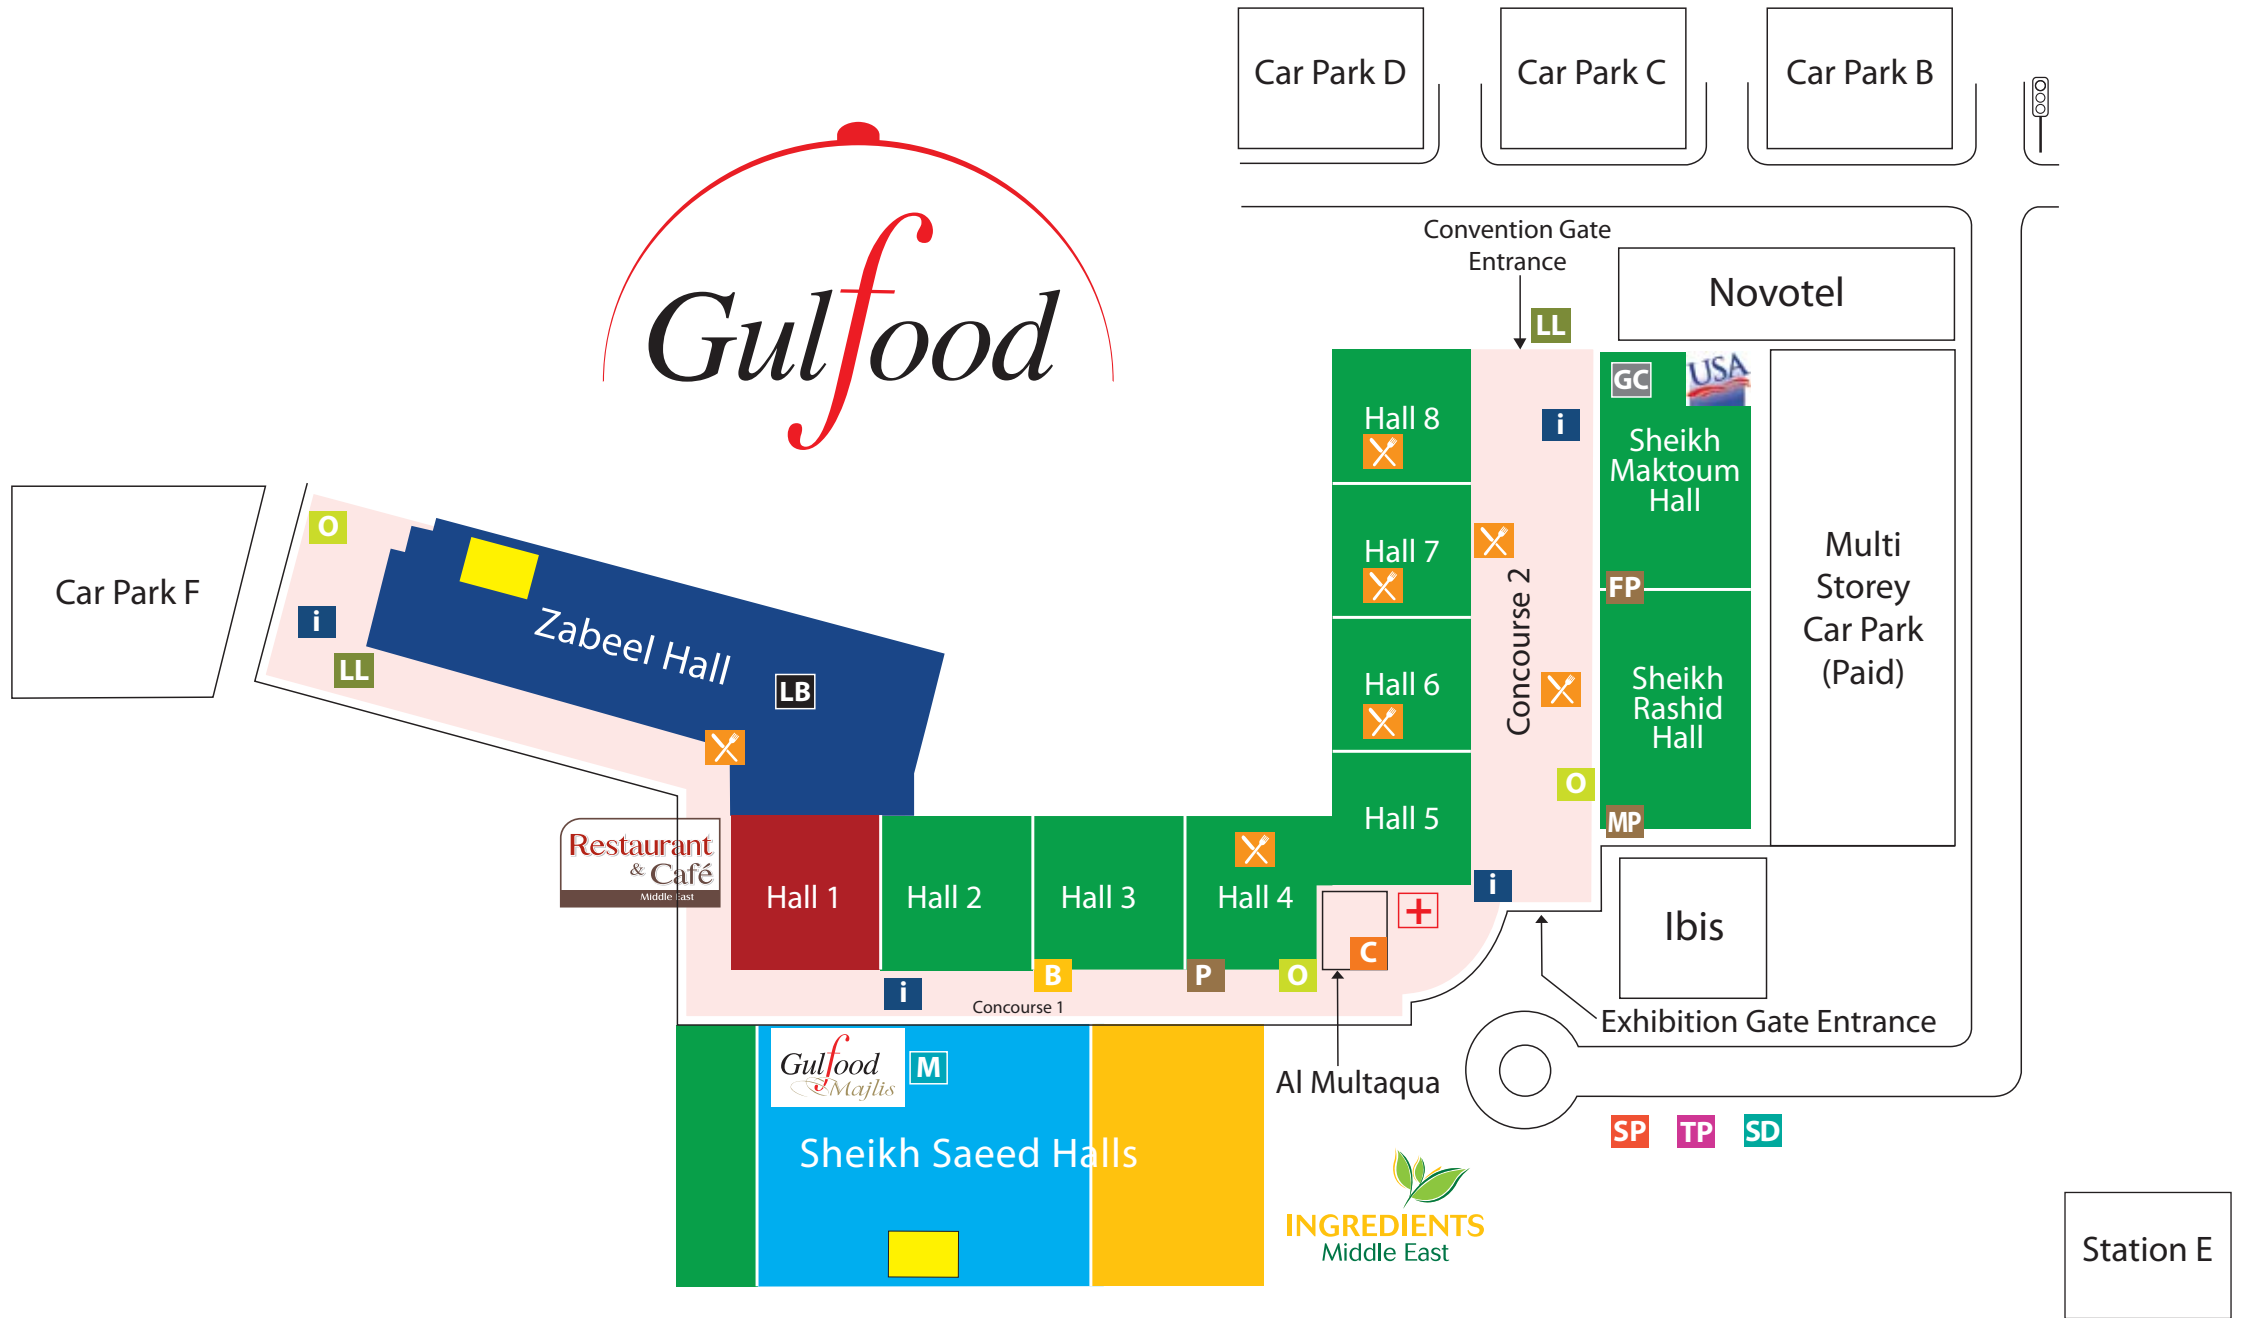 Car Park D
Car Park C
Car Park B
Convention Gate
Entrance
Novotel
LL
Gulfood
GC
USA
Hall 8
i
Sheikh
Maktoum
Hall
O
Car Park F
Hall 7
Multi
Storey
Car Park
(Paid)
FP
i
Zabeel Hall
Concourse 2
LL
LB
Hall 6
Sheikh
Rashid
Hall
O
Hall 5
MP
Restaurant
& Café
Middle East
Hall 1
Hall 2
Hall 3
Hall 4
i
Ibis
C
B
P
O
i
Concourse 1
Exhibition Gate Entrance
Gulfood
Majlis
M
Al Multaqua
SP
TP
SD
Sheikh Saeed Halls
INGREDIENTS
Middle East
Station E